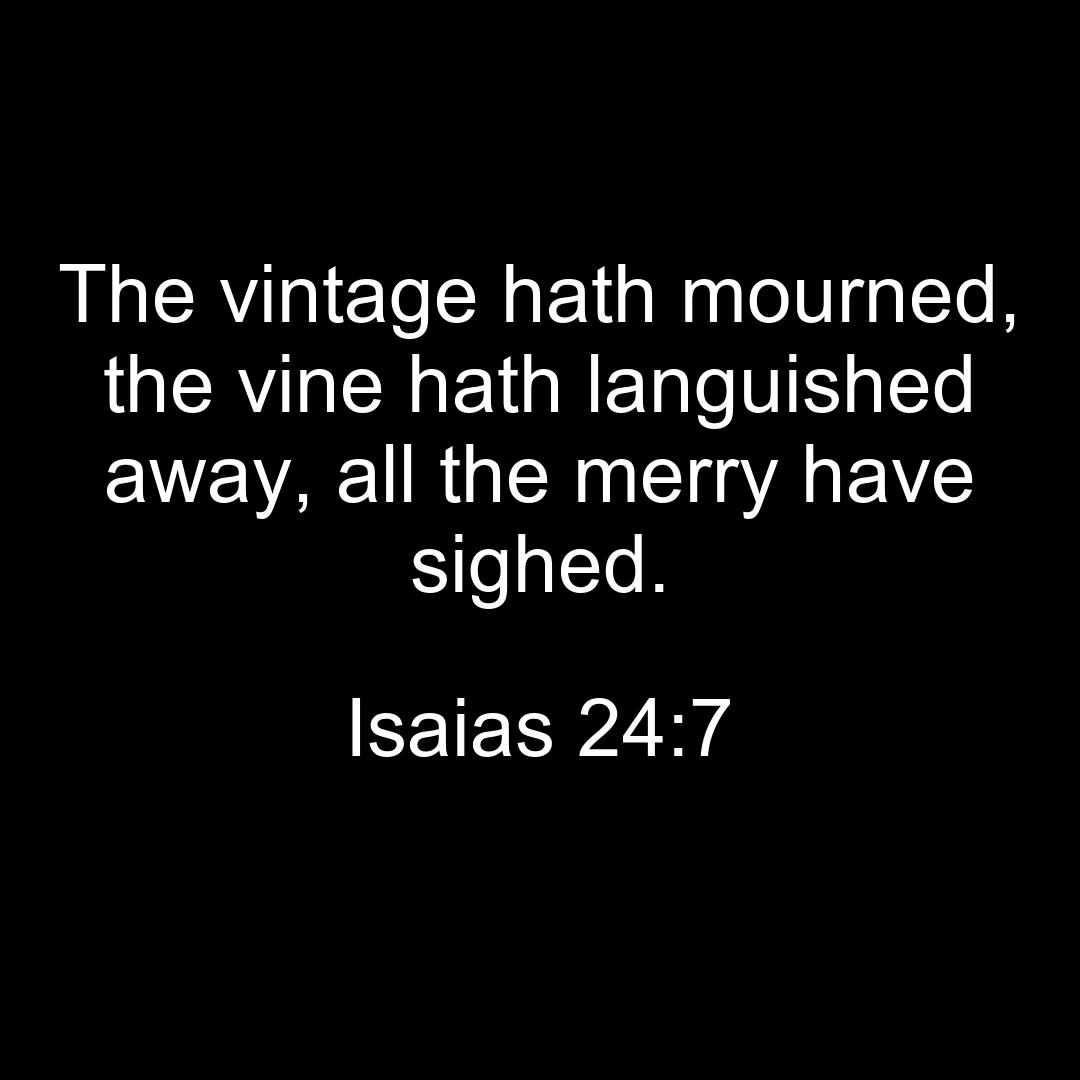 The vintage hath mourned,
the vine hath languished
away, all the merry have
sighed.
Isaias 24:7